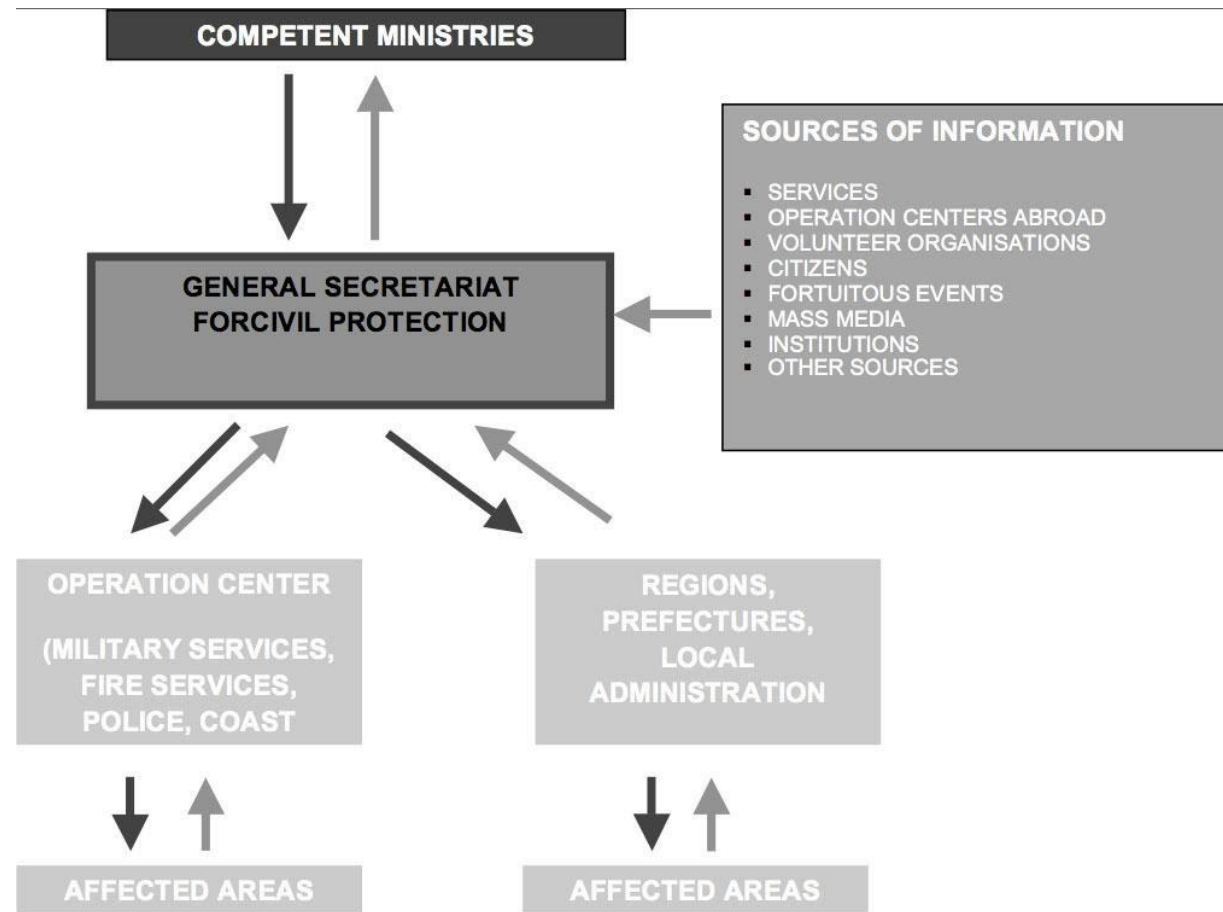 COMPETENT MINISTRIES
SOURCES OF INFORMATION
▪ SERVICES
▪ OPERATION CENTERS ABROAD
▪ VOLUNTEER ORGANISATIONS
▪ CITIZENS
▪ FORTUITOUS EVENTS
▪ MASS MEDIA
▪ INSTITUTIONS
▪ OTHER SOURCES
GENERAL SECRETARIAT
FORCIVIL PROTECTION
OPERATION CENTER
(MILITARY SERVICES,
FIRE SERVICES,
POLICE, COAST
REGIONS,
PREFECTURES,
LOCAL
ADMINISTRATION
AFFECTED AREAS
AFFECTED AREAS